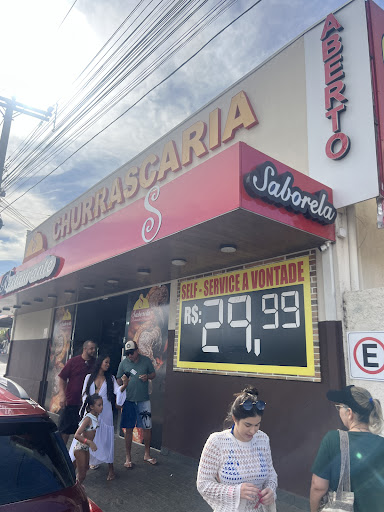 ABERTO
CHURRASCARIA
S
Saborela
SELF - SERVICE A VONTADE
R$: 29,99
E